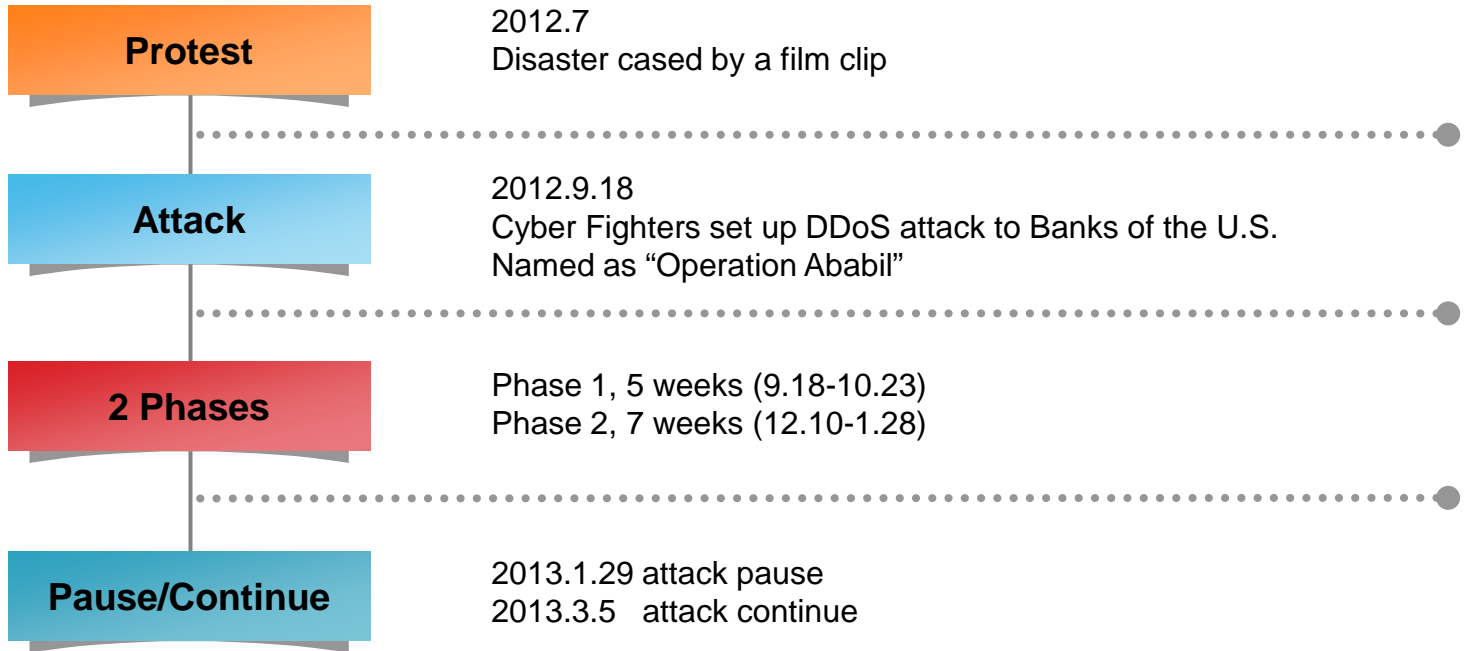 Protest
2012.7
Disaster cased by a film clip
Attack
2012.9.18
Cyber Fighters set up DDoS attack to Banks of the U.S.
Named as “Operation Ababil”
2 Phases
Phase 1, 5 weeks (9.18-10.23)
Phase 2, 7 weeks (12.10-1.28)
Pause/Continue
2013.1.29 attack pause
2013.3.5 attack continue